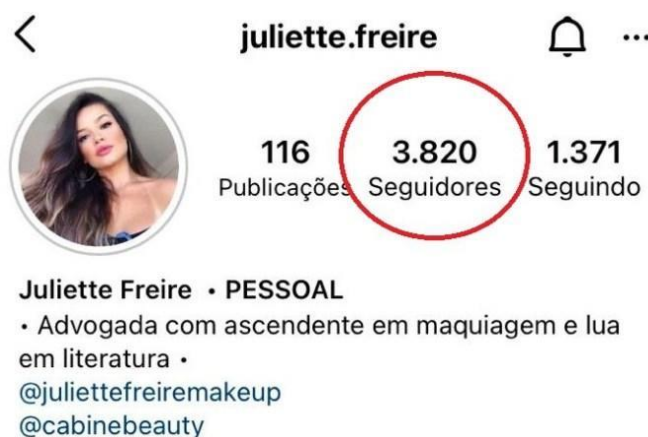 juliette.freire
116 3.820 1.371
Publicações Seguidores Seguindo
Juliette Freire • PESSOAL
• Advogada com ascendente em maquiagem e lua
em literatura •
@juliettefreiremakeup
@cabinebeauty